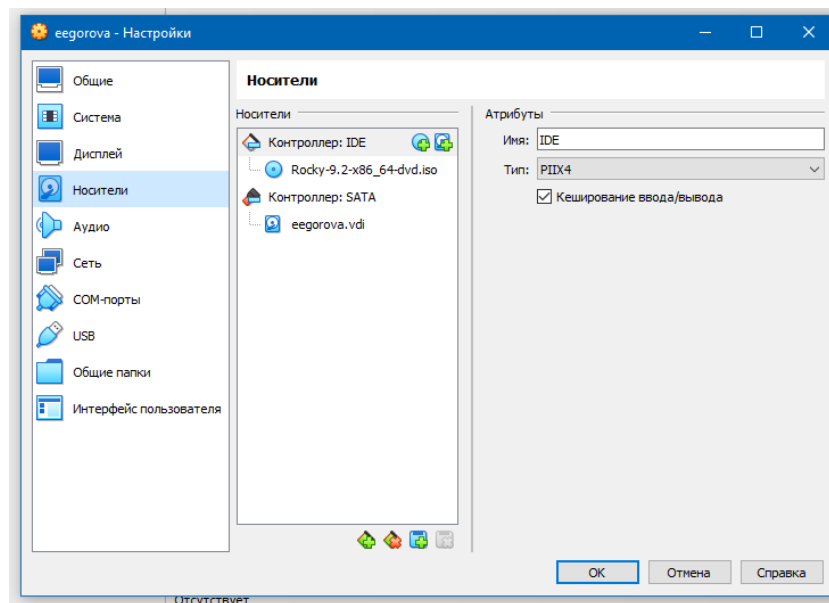 eegorova - Настройки
Общие
Система
Дисплей
Носители
Аудио
Сеть
COM-порты
USB
Общие папки
Интерфейс пользователя
Носители
Носители
Контроллер: IDE
Rocky-9.2-x86_64-dvd.iso
Контроллер: SATA
eegorova.vdi
Атрибуты
Имя: IDE
Тип: PIIX4
Кеширование ввода/вывода
OK
Отмена
Справка
Отсутствует